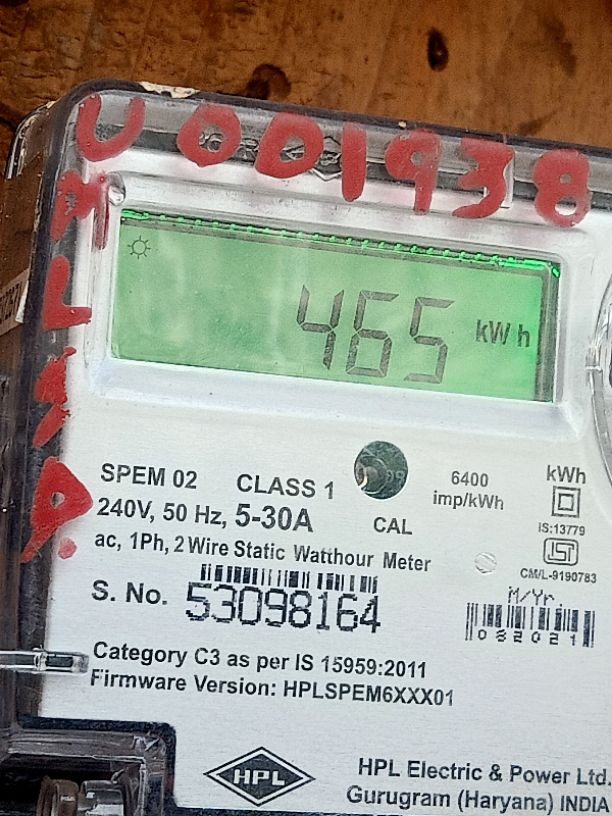 U001938
465 kWh
SPEM 02 CLASS 1
6400 imp/kWh
kWh
240V, 50 Hz, 5-30A
CAL
IS:13779
ac, 1Ph, 2 Wire Static Watthour Meter
ISI
CM/L-9190783
S. No. 53098164
M/Yr.
082021
Category C3 as per IS 15959:2011
Firmware Version: HPLSPEM6XXX01
HPL
HPL Electric & Power Ltd.
Gurugram (Haryana) INDIA